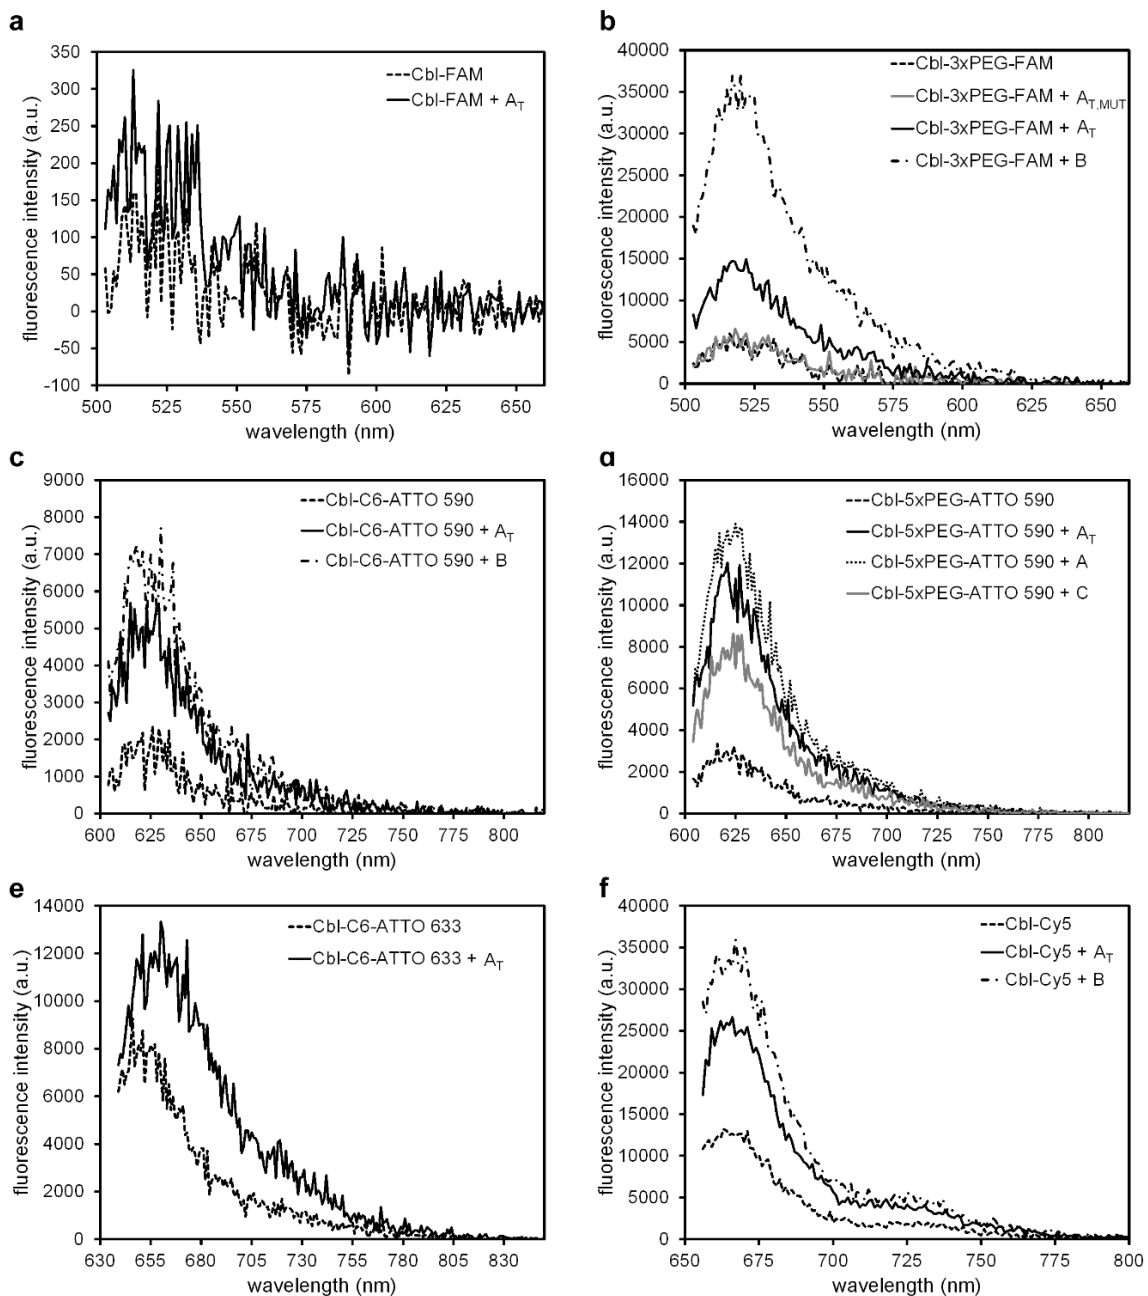 a
350
300
250
200
150
100
50
0
-50
-100
500 525 550 575 600 625 650
fluorescence intensity (a.u.)
wavelength (nm)
Cbl-FAM
Cbl-FAM + AT
b
40000
35000
30000
25000
20000
15000
10000
5000
0
500 525 550 575 600 625 650
fluorescence intensity (a.u.)
wavelength (nm)
Cbl-3xPEG-FAM
Cbl-3xPEG-FAM + AT,MUT
Cbl-3xPEG-FAM + AT
Cbl-3xPEG-FAM + B
c
9000
8000
7000
6000
5000
4000
3000
2000
1000
0
600 625 650 675 700 725 750 775 800
fluorescence intensity (a.u.)
wavelength (nm)
Cbl-C6-ATTO 590
Cbl-C6-ATTO 590 + AT
Cbl-C6-ATTO 590 + B
d
16000
14000
12000
10000
8000
6000
4000
2000
0
600 625 650 675 700 725 750 775 800
fluorescence intensity (a.u.)
wavelength (nm)
Cbl-5xPEG-ATTO 590
Cbl-5xPEG-ATTO 590 + AT
Cbl-5xPEG-ATTO 590 + A
Cbl-5xPEG-ATTO 590 + C
e
14000
12000
10000
8000
6000
4000
2000
0
630 655 680 705 730 755 780 805 830
fluorescence intensity (a.u.)
wavelength (nm)
Cbl-C6-ATTO 633
Cbl-C6-ATTO 633 + AT
f
40000
35000
30000
25000
20000
15000
10000
5000
0
650 675 700 725 750 775 800
fluorescence intensity (a.u.)
wavelength (nm)
Cbl-Cy5
Cbl-Cy5 + AT
Cbl-Cy5 + B